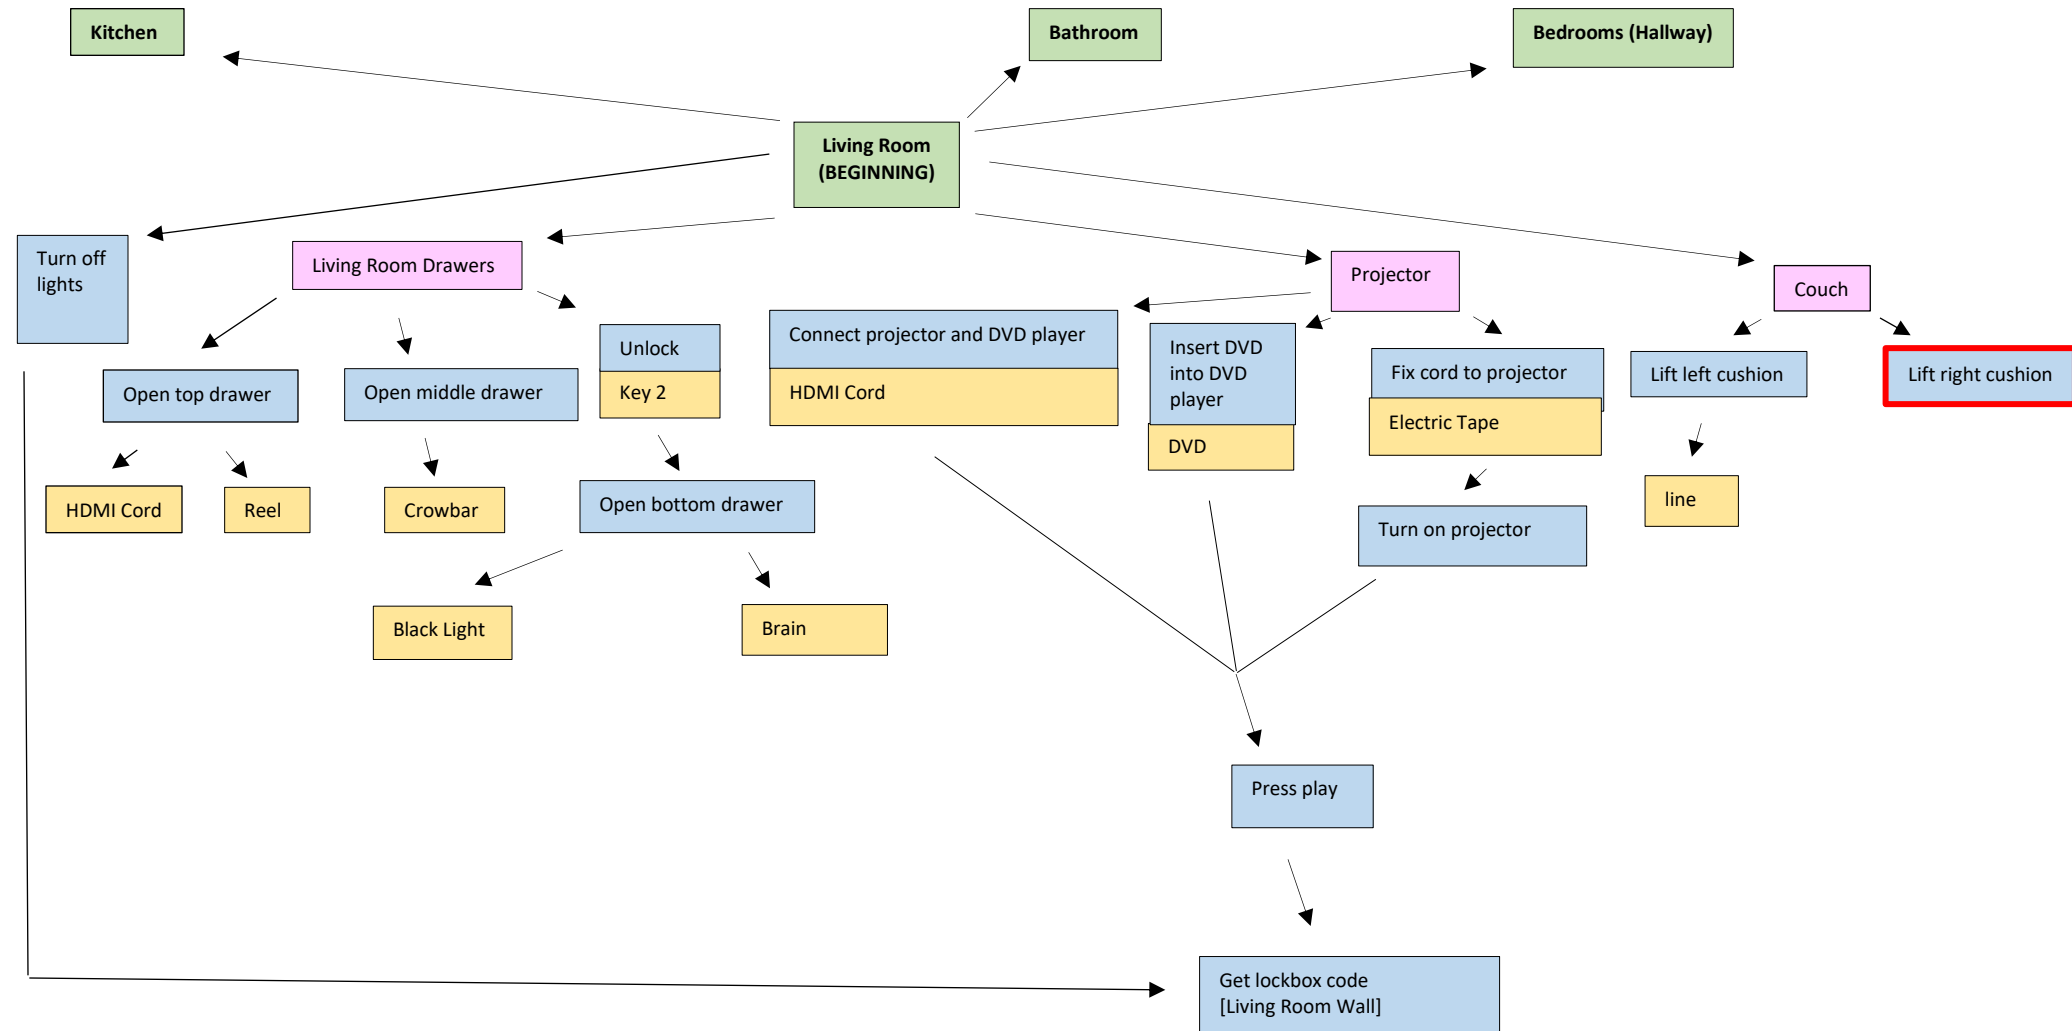 Kitchen
Bathroom
Bedrooms (Hallway)
Living Room
(BEGINNING)
Turn off
lights
Living Room Drawers
Projector
Couch
Open top drawer
Open middle drawer
Unlock
Key 2
Connect projector and DVD player
HDMI Cord
Insert DVD
into DVD
player
DVD
Fix cord to projector
Electric Tape
Lift left cushion
Lift right cushion
HDMI Cord
Reel
Crowbar
Open bottom drawer
Turn on projector
line
Black Light
Brain
Press play
Get lockbox code
[Living Room Wall]